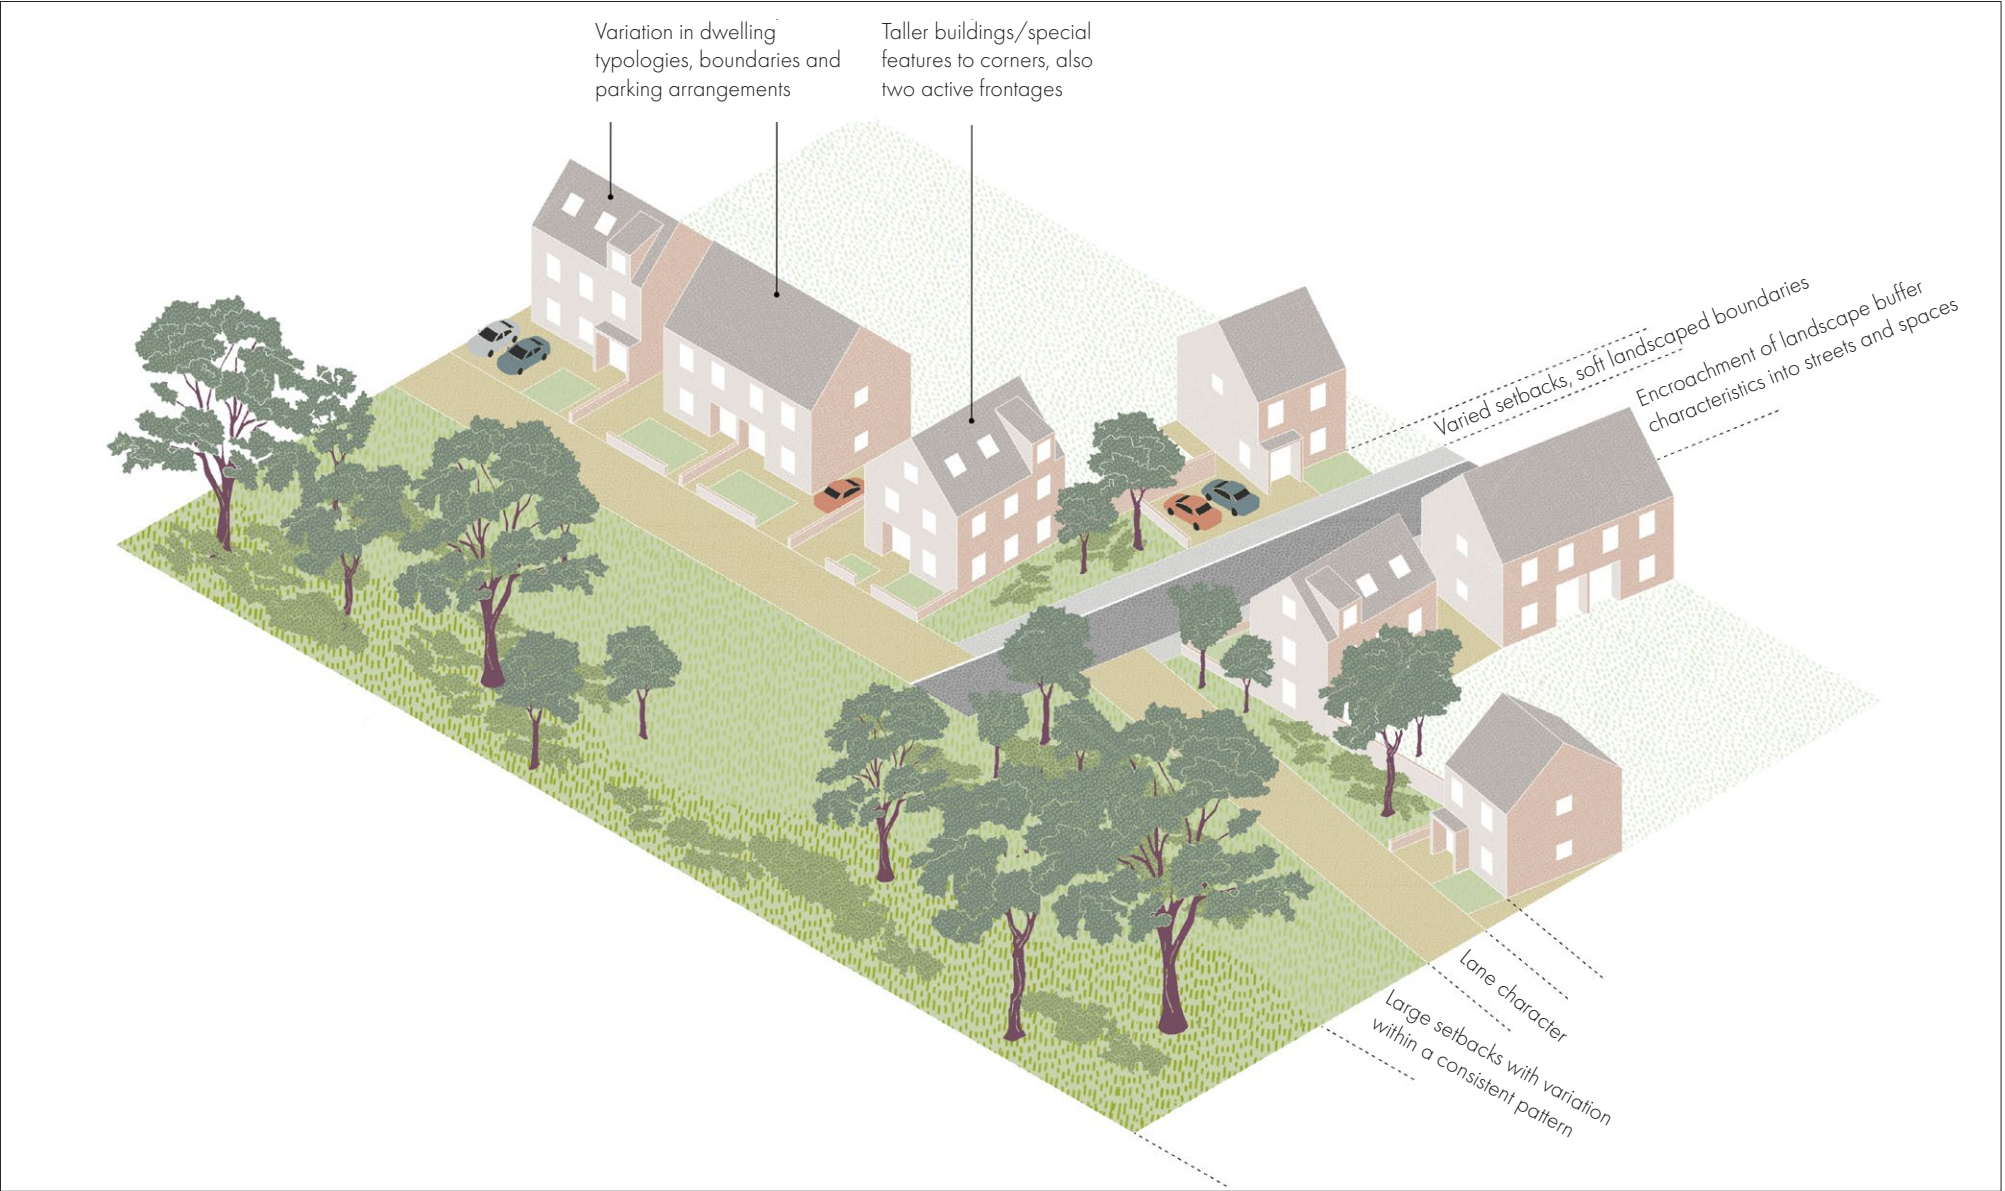 Variation in dwelling
typologies, boundaries and
parking arrangements
Taller buildings/special
features to corners, also
two active frontages
Varied setbacks, soft landscaped boundaries
Encroachment of landscape buffer
characteristics into streets and spaces
Lane character
Large setbacks with variation
within a consistent pattern